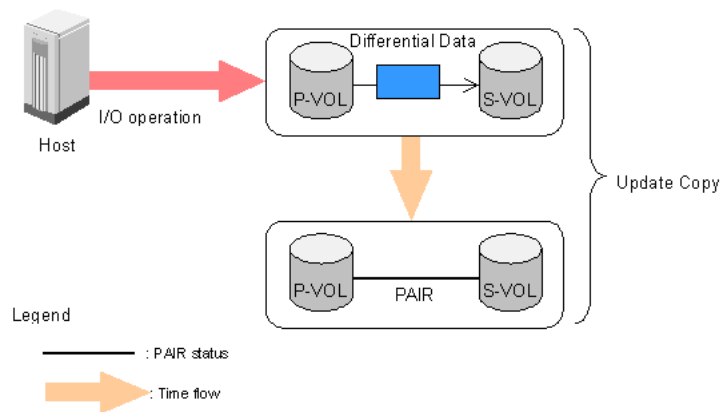 Differential Data
P-VOL
S-VOL
I/O operation
Host
Update Copy
P-VOL
PAIR
S-VOL
Legend
: PAIR status
: Time flow